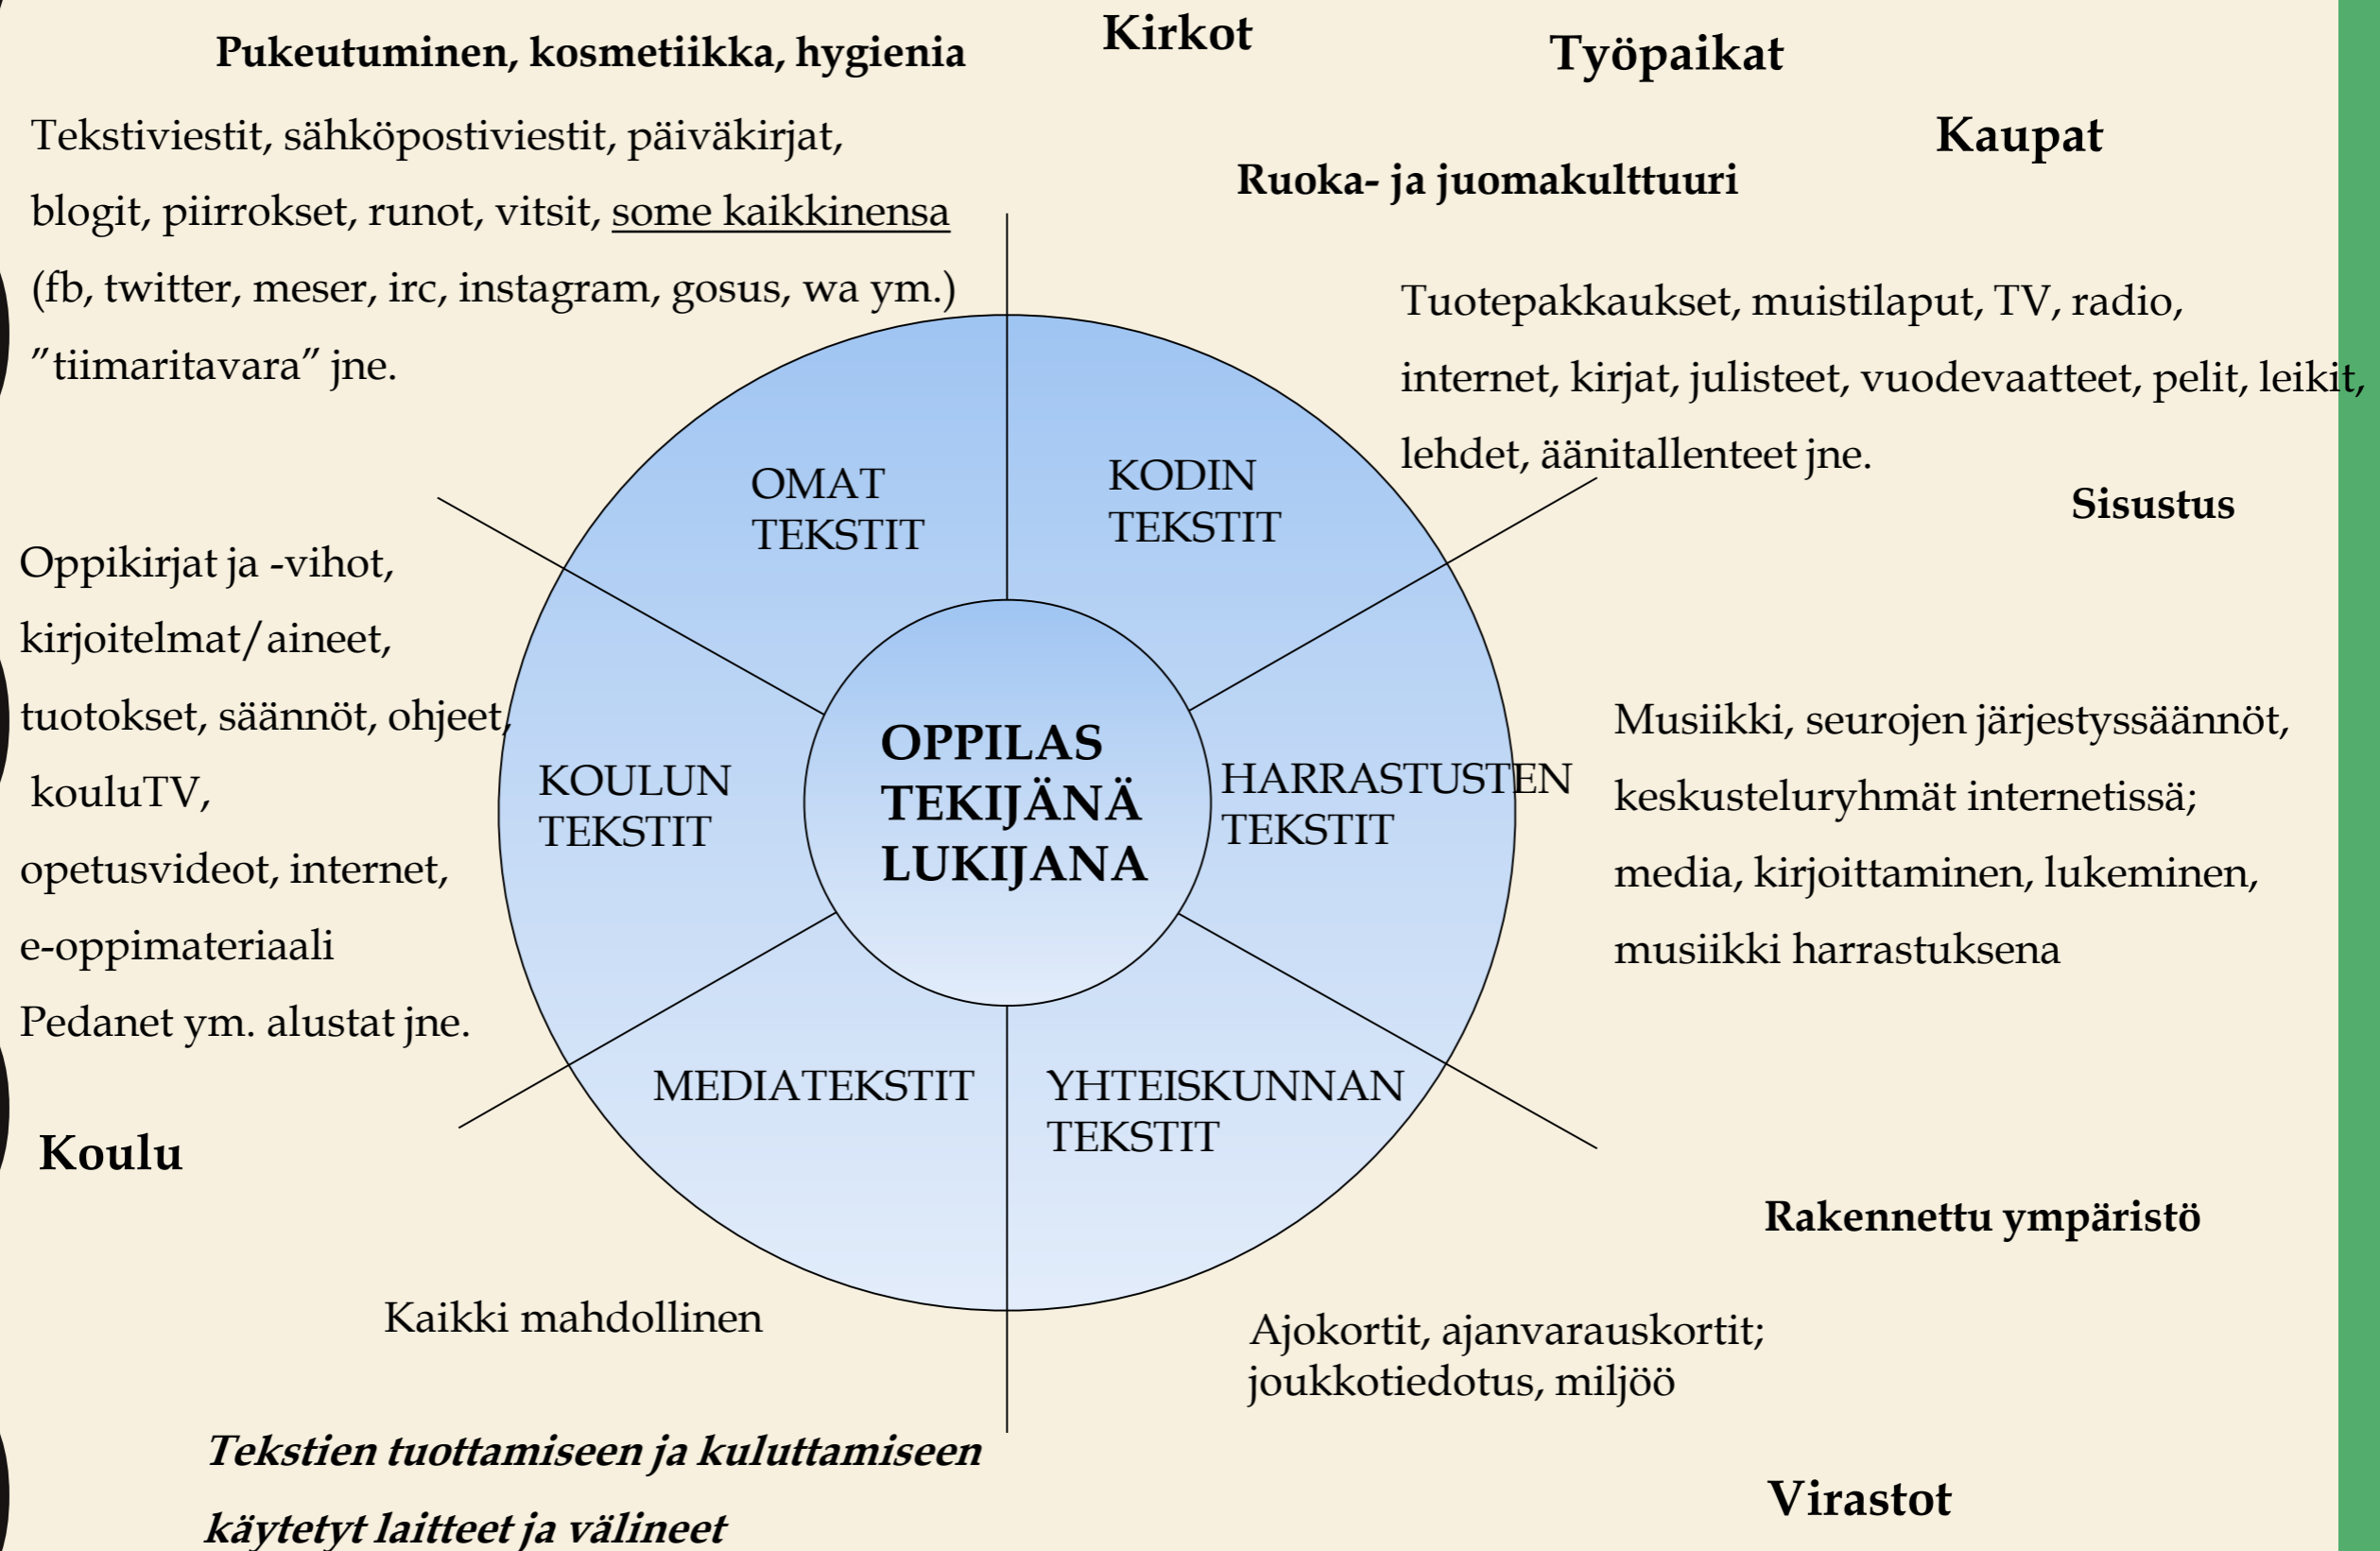 Kirkot
Pukeutuminen, kosmetiikka, hygienia
Työpaikat
Kaupat
Ruoka- ja juomakulttuuri
Tekstiviestit, sähköpostiviestit, päiväkirjat,
blogit, piirrokset, runot, vitsit, some kaikkinensa
(fb, twitter, meser, irc, instagram, gosus, wa ym.)
”tiimaritavara” jne.
Tuotepakkaukset, muistilaput, TV, radio,
internet, kirjat, julisteet, vuodevaatteet, pelit, leikit,
lehdet, äänitallenteet jne.
Sisustus
OMAT
TEKSTIT
KODIN
TEKSTIT
Oppikirjat ja -vihot,
kirjoitelmat/aineet,
tuotokset, säännöt, ohjeet,
kouluTV,
opetusvideot, internet,
e-oppimateriaali
Pedanet ym. alustat jne.
KOULUN
TEKSTIT
OPPILAS
TEKIJÄNÄ
LUKIJANA
HARRASTUSTEN
TEKSTIT
Musiikki, seurojen järjestyssäännöt,
keskusteluryhmät internetissä;
media, kirjoittaminen, lukeminen,
musiikki harrastuksena
MEDIATEKSTIT
YHTEISKUNNAN
TEKSTIT
Koulu
Rakennettu ympäristö
Kaikki mahdollinen
Ajokortit, ajanvarauskortit;
joukkotiedotus, miljöö
Tekstien tuottamiseen ja kuluttamiseen
käytetyt laitteet ja välineet
Virastot